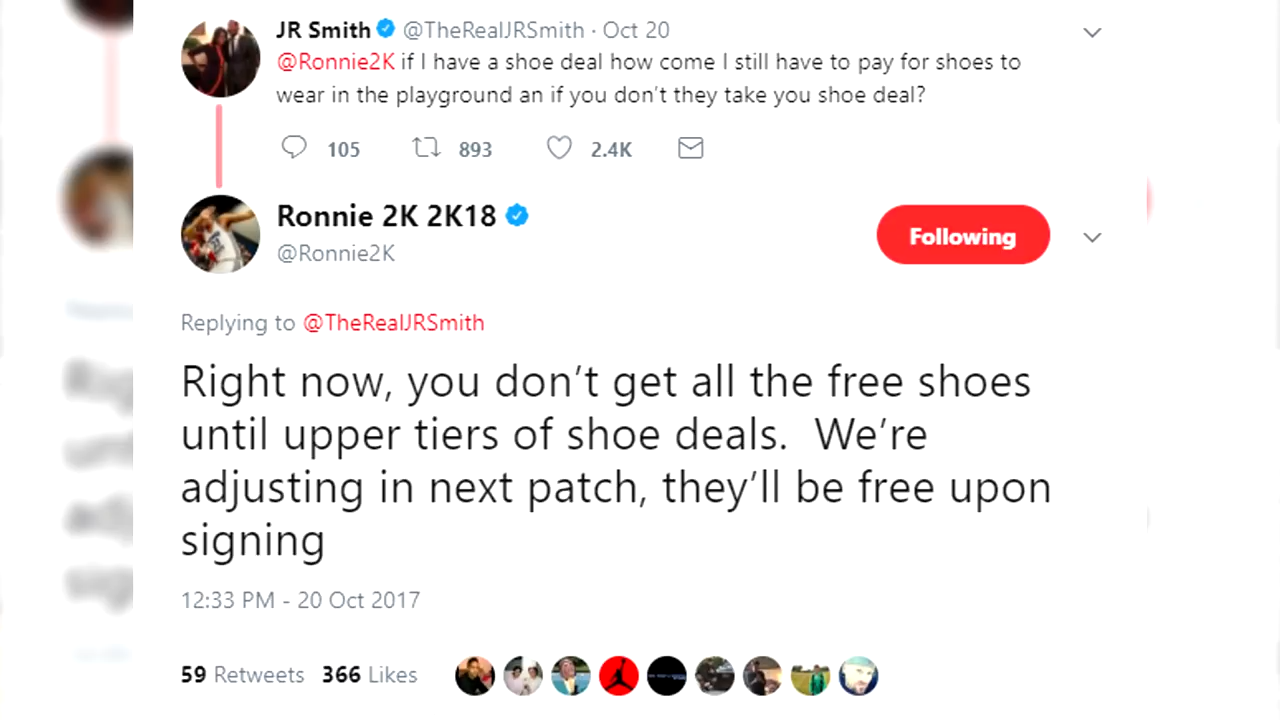 JR Smith @TheRealJRSmith · Oct 20
@Ronnie2K if I have a shoe deal how come I still have to pay for shoes to
wear in the playground an if you don't they take you shoe deal?
105 893 2.4K
Ronnie 2K 2K18
@Ronnie2K
Following
Replying to @TheRealJRSmith
Right now, you don't get all the free shoes
until upper tiers of shoe deals. We're
adjusting in next patch, they'll be free upon
signing
12:33 PM - 20 Oct 2017
59 Retweets 366 Likes